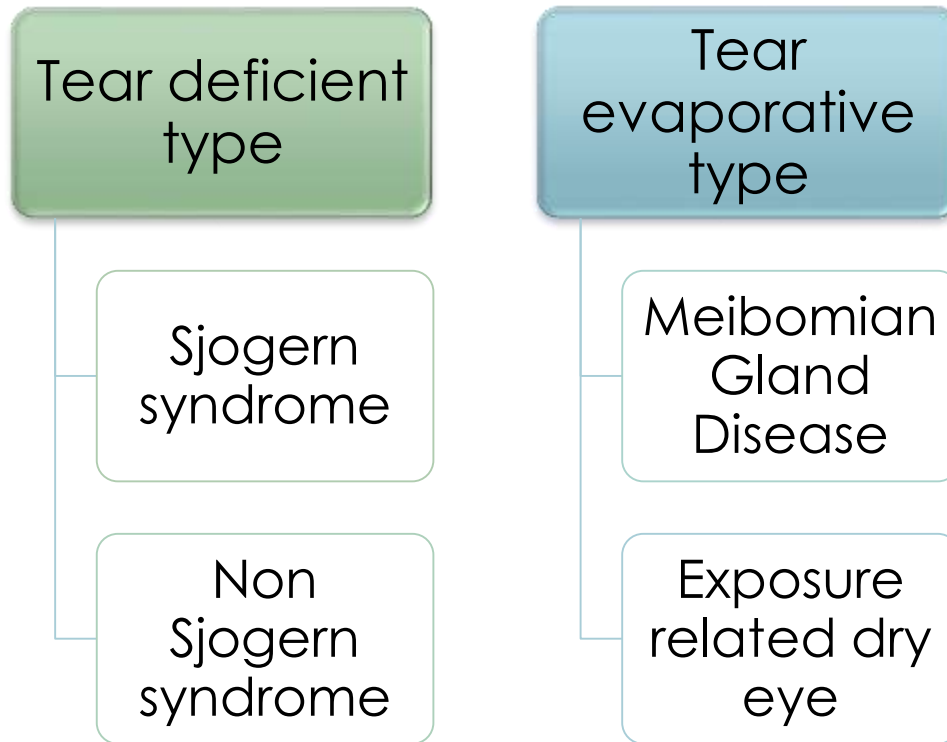 Tear deficient
type
Sjogern
syndrome
Non
Sjogern
syndrome
Tear
evaporative
type
Meibomian
Gland
Disease
Exposure
related dry
eye